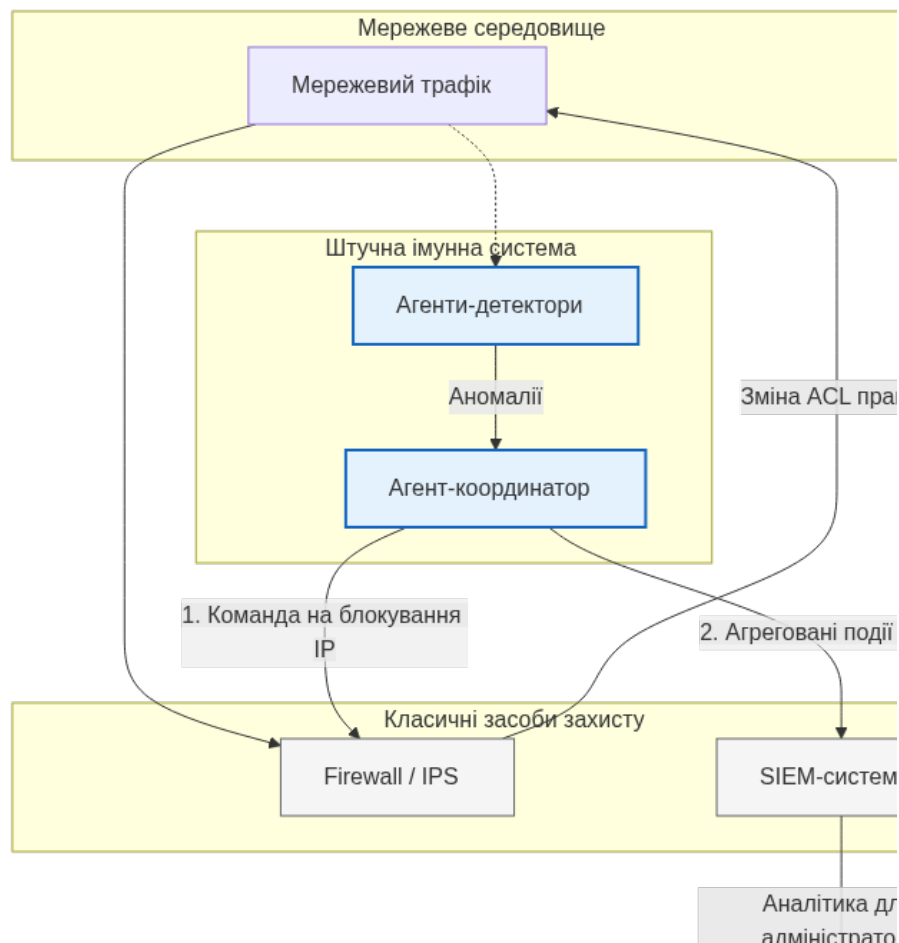 Мережеве середовище
Мережевий трафік
Штучна імунна система
Агенти-детектори
Аномалії
Зміна ACL пра
Агент-координатор
1. Команда на блокування
IP
2. Агреговані події
Класичні засоби захисту
Firewall / IPS
SIEM-систем
Аналітика дл
адміністрато